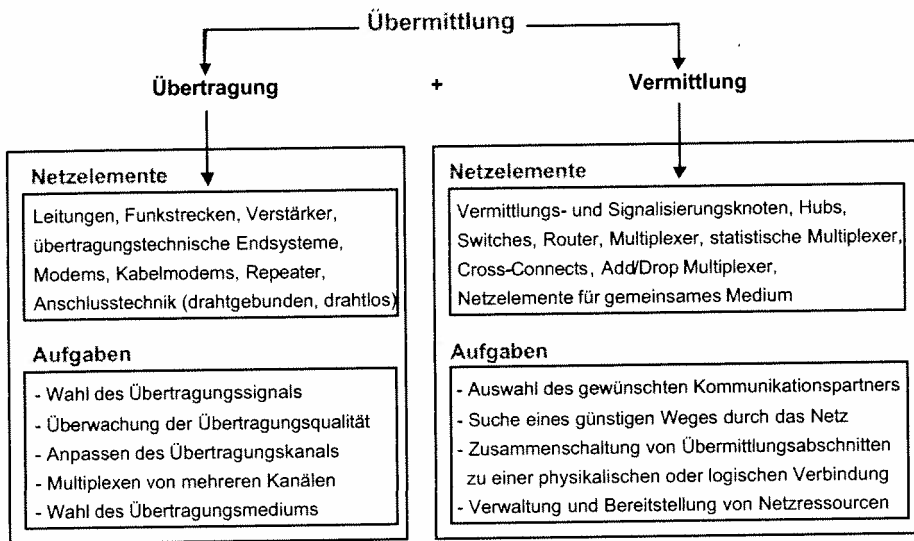 Übermittlung
Übertragung + Vermittlung
Netzelemente
Leitungen, Funkstrecken, Verstärker,
übertragungstechnische Endsysteme,
Modems, Kabelmodems, Repeater,
Anschlusstechnik (drahtgebunden, drahtlos)
Aufgaben
- Wahl des Übertragungssignals
- Überwachung der Übertragungsqualität
- Anpassen des Übertragungskanals
- Multiplexen von mehreren Kanälen
- Wahl des Übertragungsmediums
Netzelemente
Vermittlungs- und Signalisierungsknoten, Hubs,
Switches, Router, Multiplexer, statistische Multiplexer,
Cross-Connects, Add/Drop Multiplexer,
Netzelemente für gemeinsames Medium
Aufgaben
- Auswahl des gewünschten Kommunikationspartners
- Suche eines günstigen Weges durch das Netz
- Zusammenschaltung von Übermittlungsabschnitten
zu einer physikalischen oder logischen Verbindung
- Verwaltung und Bereitstellung von Netzressourcen